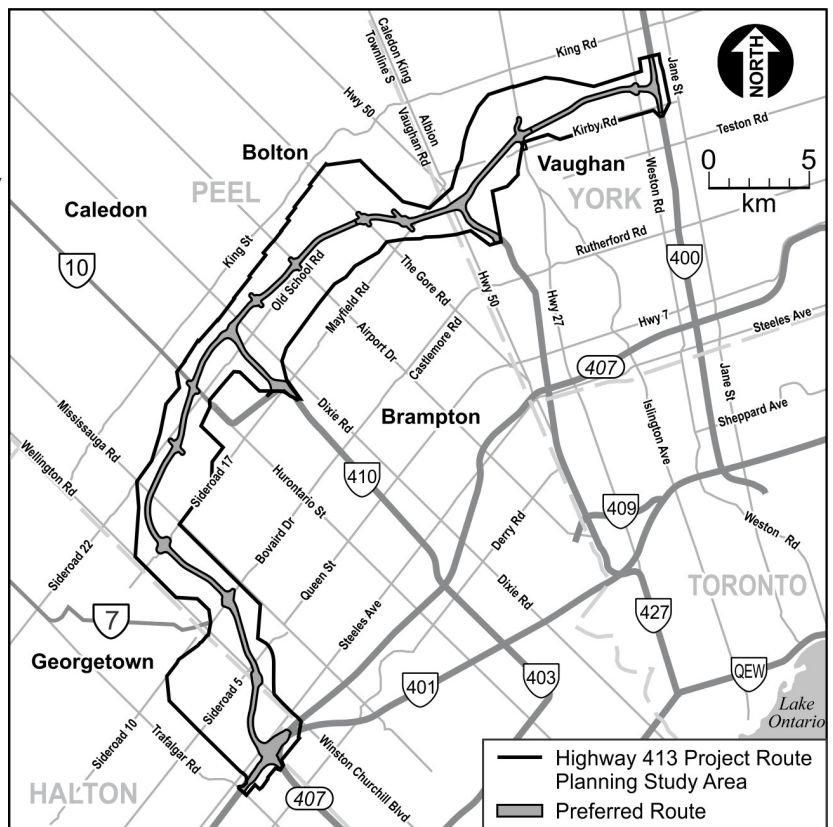 King Rd
Jane St
NORTH
Caledon King
Townline S
Hwy 50
Albion
Vaughan Rd
Kirby Rd
Teston Rd
Bolton
Vaughan
0 5
km
PEEL
YORK
Weston Rd
Caledon
King St
Rutherford Rd
10
Old School Rd
The Gore Rd
Hwy 50
400
Mayfield Rd
Hwy 27
Airport Dr
Castlemore Rd
Hwy 7
Steeles Ave
407
Mississauga Rd
Dixie Rd
Brampton
Jane St
Islington Ave
Sheppard Ave
Wellington Rd
Sideroad 17
Hurontario St
410
409
Sideroad 22
Bovaird Dr
Queen St
Derry Rd
Weston Rd
Dixie Rd
TORONTO
7
Steeles Ave
427
Georgetown
Sideroad 5
401
403
QEW
Lake
Ontario
Sideroad 10
Trafalgar Rd
Winston Churchill Blvd
HALTON
407
Highway 413 Project Route
Planning Study Area
Preferred Route